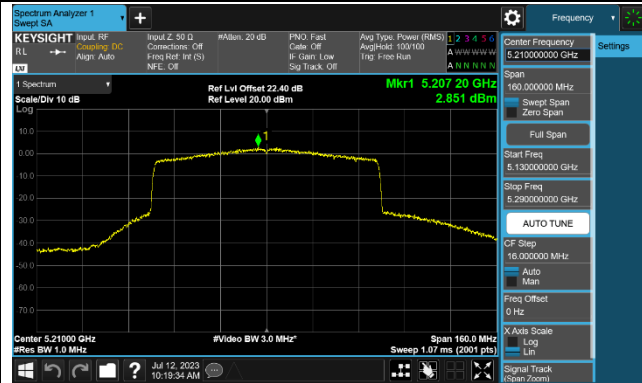 Spectrum Analyzer 1
Swept SA
+
Frequency
KEYSIGHT
RL
LXI
Input: RF
Coupling: DC
Align: Auto
Input Z: 50 Ω
Corrections: Off
Freq Ref: Int (S)
NFE: Off
#Atten: 20 dB
PNO: Fast
Gate: Off
IF Gain: Low
Sig Track: Off
Avg Type: Power (RMS)
Avg|Hold: 100/100
Trig: Free Run
1 2 3 4 5 6
A W W W W W
A N N N N N
Settings
1 Spectrum
Scale/Div 10 dB
Log
Ref Lvl Offset 22.40 dB
Ref Level 20.00 dBm
Mkr1 5.207 20 GHz
2.851 dBm
1
10.0
0.00
-10.0
-20.0
-30.0
-40.0
-50.0
-60.0
-70.0
Center 5.21000 GHz
#Res BW 1.0 MHz
#Video BW 3.0 MHz*
Span 160.0 MHz
Sweep 1.07 ms (2001 pts)
Center Frequency
5.210000000 GHz
Span
160.000000 MHz
Swept Span
Zero Span
Full Span
Start Freq
5.130000000 GHz
Stop Freq
5.290000000 GHz
AUTO TUNE
CF Step
16.000000 MHz
Auto
Man
Freq Offset
0 Hz
X Axis Scale
Log
Lin
Signal Track
(Span Zoom)
?
Jul 12, 2023
10:19:34 AM